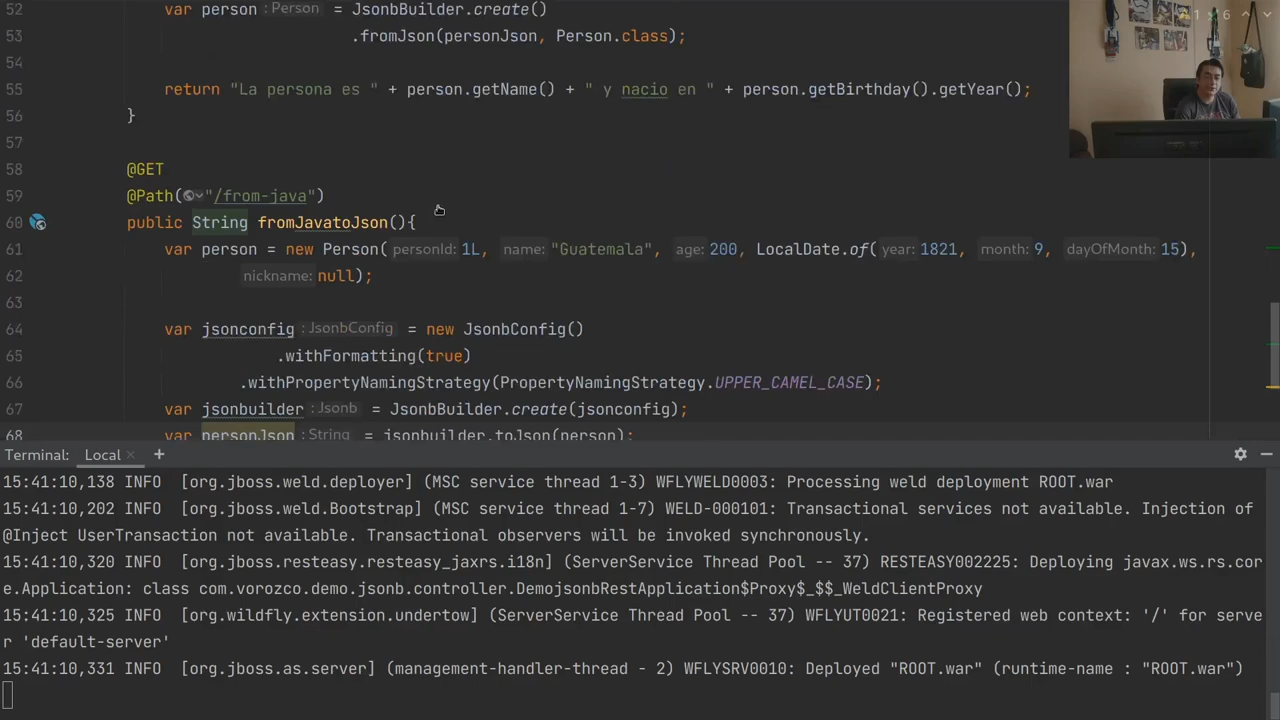 52 var person : Person = JsonbBuilder.create()
53 .fromJson(personJson, Person.class);
54
55 return "La persona es " + person.getName() + " y nacio en " + person.getBirthday().getYear();
56 }
57
58 @GET
59 @Path("/from-java")
60 public String fromJavatoJson(){
61 var person = new Person( personId: 1L, name: "Guatemala", age: 200, LocalDate.of( year: 1821, month: 9, dayOfMonth: 15),
62 nickname: null);
63
64 var jsonconfig : JsonbConfig = new JsonbConfig()
65 .withFormatting(true)
66 .withPropertyNamingStrategy(PropertyNamingStrategy.UPPER_CAMEL_CASE);
67 var jsonbuilder : Jsonb = JsonbBuilder.create(jsonconfig);
68 var personJson : String = jsonbuilder.toJson(person);
1 6
Terminal: Local × +
15:41:10,138 INFO [org.jboss.weld.deployer] (MSC service thread 1-3) WFLYWELD0003: Processing weld deployment ROOT.war
15:41:10,202 INFO [org.jboss.weld.Bootstrap] (MSC service thread 1-7) WELD-000101: Transactional services not available. Injection of
@Inject UserTransaction not available. Transactional observers will be invoked synchronously.
15:41:10,320 INFO [org.jboss.resteasy.resteasy_jaxrs.i18n] (ServerService Thread Pool -- 37) RESTEASY002225: Deploying javax.ws.rs.cor
e.Application: class com.vorozco.demo.jsonb.controller.DemojsonbRestApplication$Proxy$_$$_WeldClientProxy
15:41:10,325 INFO [org.wildfly.extension.undertow] (ServerService Thread Pool -- 37) WFLYUT0021: Registered web context: '/' for serve
r 'default-server'
15:41:10,331 INFO [org.jboss.as.server] (management-handler-thread - 2) WFLYSRV0010: Deployed "ROOT.war" (runtime-name : "ROOT.war")